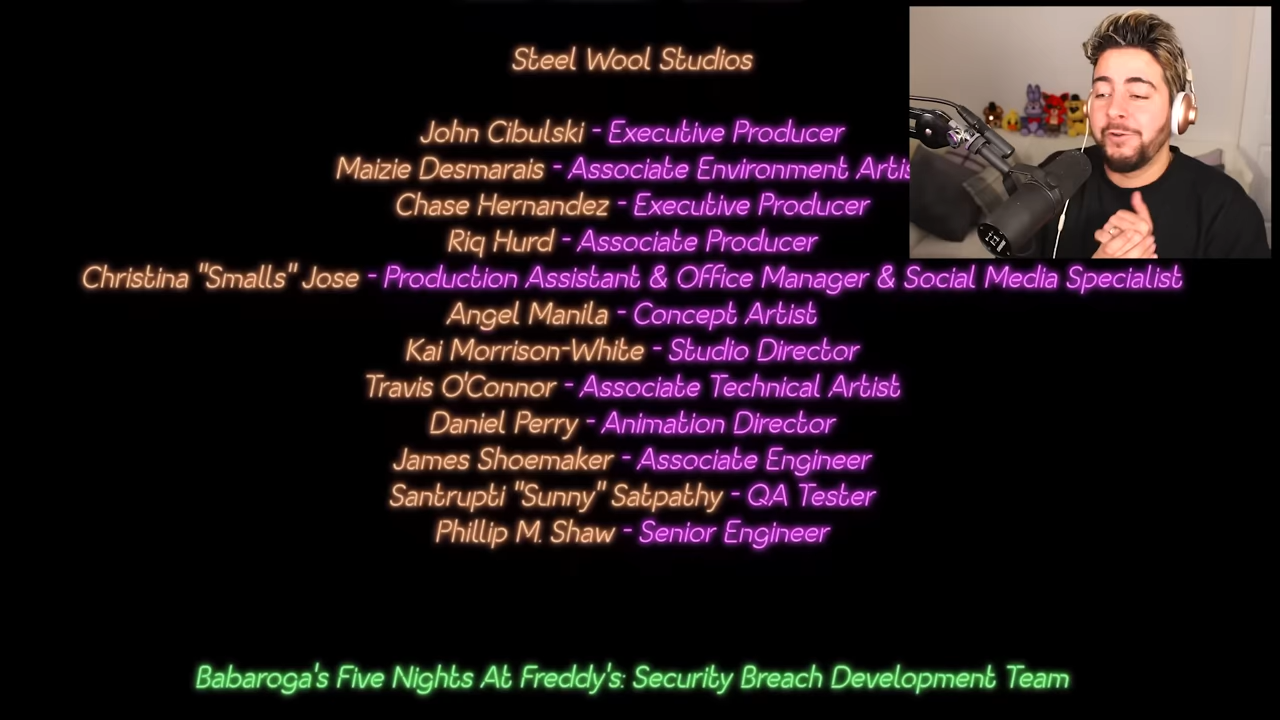 Steel Wool Studios
John Cibulski - Executive Producer
Maizie Desmarais - Associate Environment Artis
Chase Hernandez - Executive Producer
Riq Hurd - Associate Producer
Christina "Smalls" Jose - Production Assistant & Office Manager & Social Media Specialist
Angel Manila - Concept Artist
Kai Morrison-White - Studio Director
Travis O'Connor - Associate Technical Artist
Daniel Perry - Animation Director
James Shoemaker - Associate Engineer
Santrupti "Sunny" Satpathy - QA Tester
Phillip M. Shaw - Senior Engineer
Babaroga's Five Nights At Freddy's: Security Breach Development Team